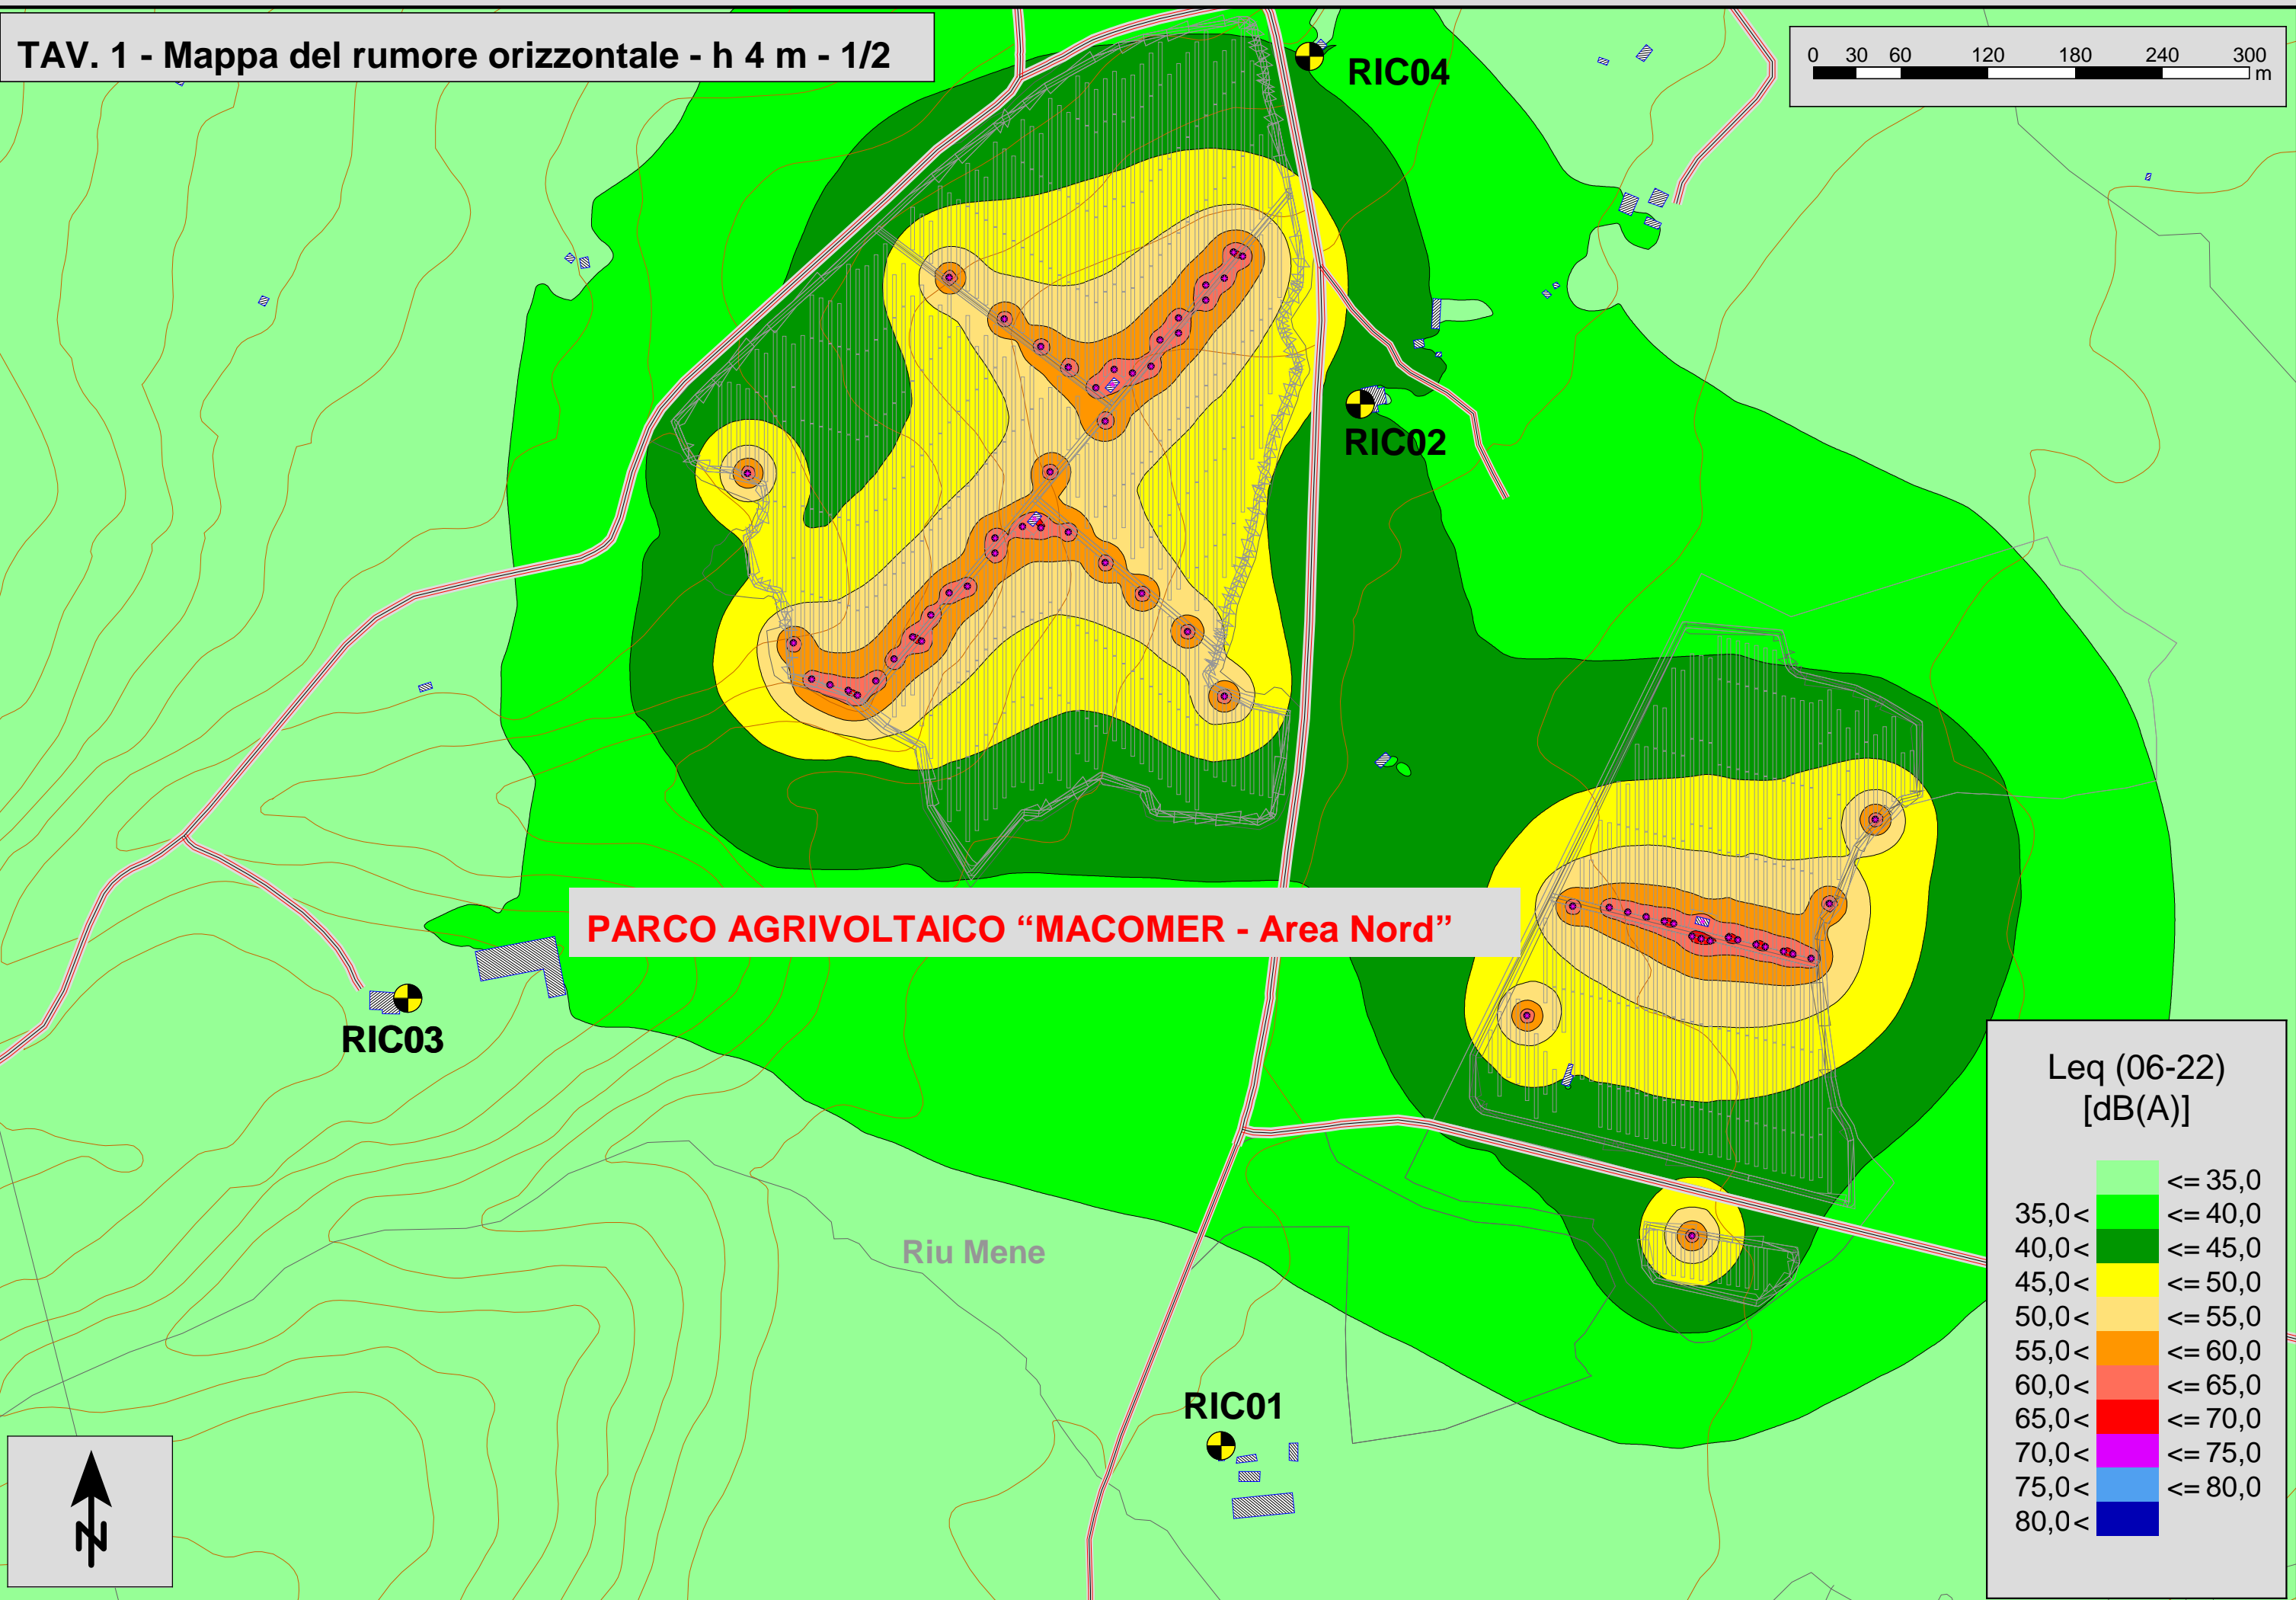 TAV. 1 - Mappa del rumore orizzontale - h 4 m - 1/2
0 30 60 120 180 240 300
m
RIC04
RIC02
PARCO AGRIVOLTAICO “MACOMER - Area Nord”
RIC03
Riu Mene
RIC01
N
Leq (06-22)
[dB(A)]
<= 35,0
35,0 < <= 40,0
40,0 < <= 45,0
45,0 < <= 50,0
50,0 < <= 55,0
55,0 < <= 60,0
60,0 < <= 65,0
65,0 < <= 70,0
70,0 < <= 75,0
75,0 < <= 80,0
80,0 <